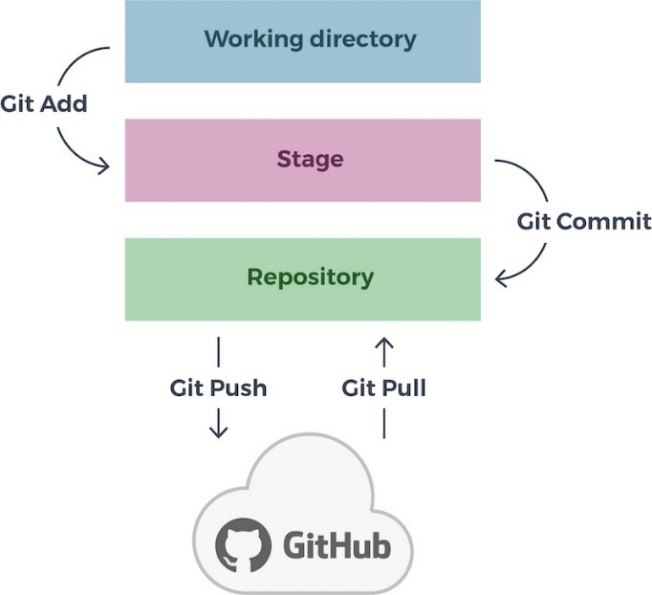 Working directory
Git Add
Stage
Git Commit
Repository
Git Push
Git Pull
GitHub